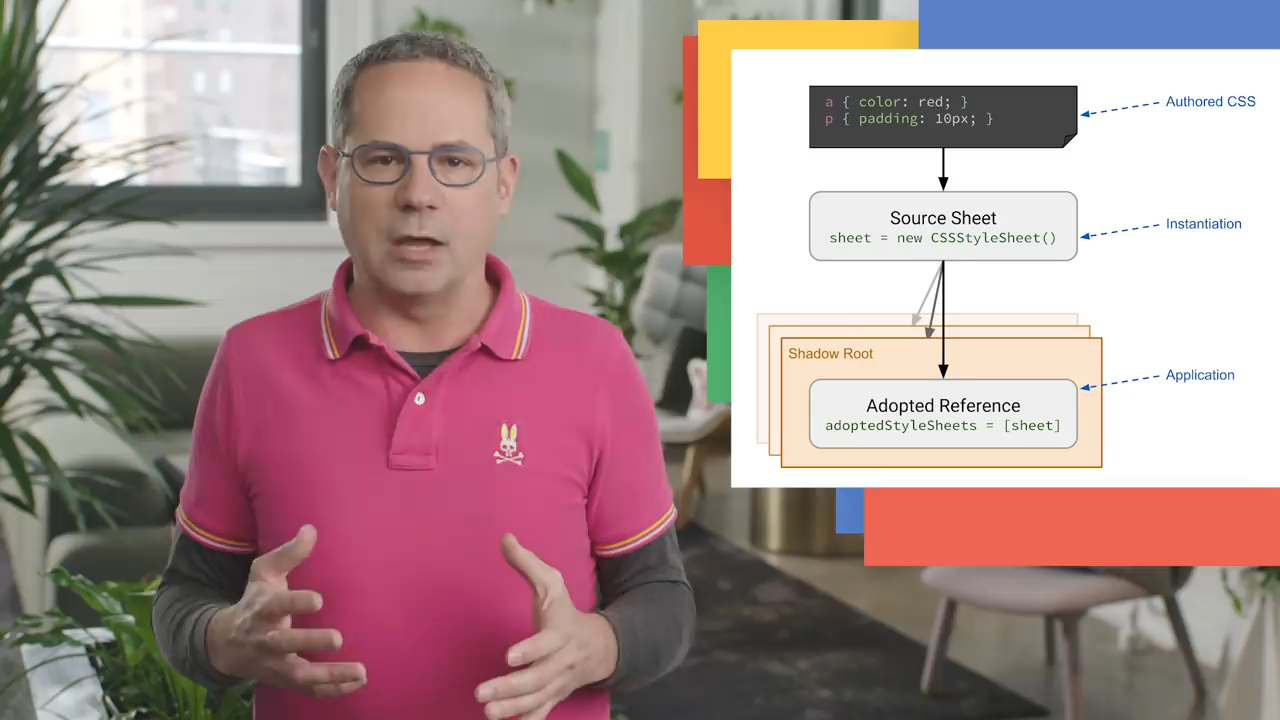 a { color: red; }
p { padding: 10px; }
Authored CSS
Source Sheet
sheet = new CSSStyleSheet()
Instantiation
Shadow Root
Adopted Reference
adoptedStyleSheets = [sheet]
Application